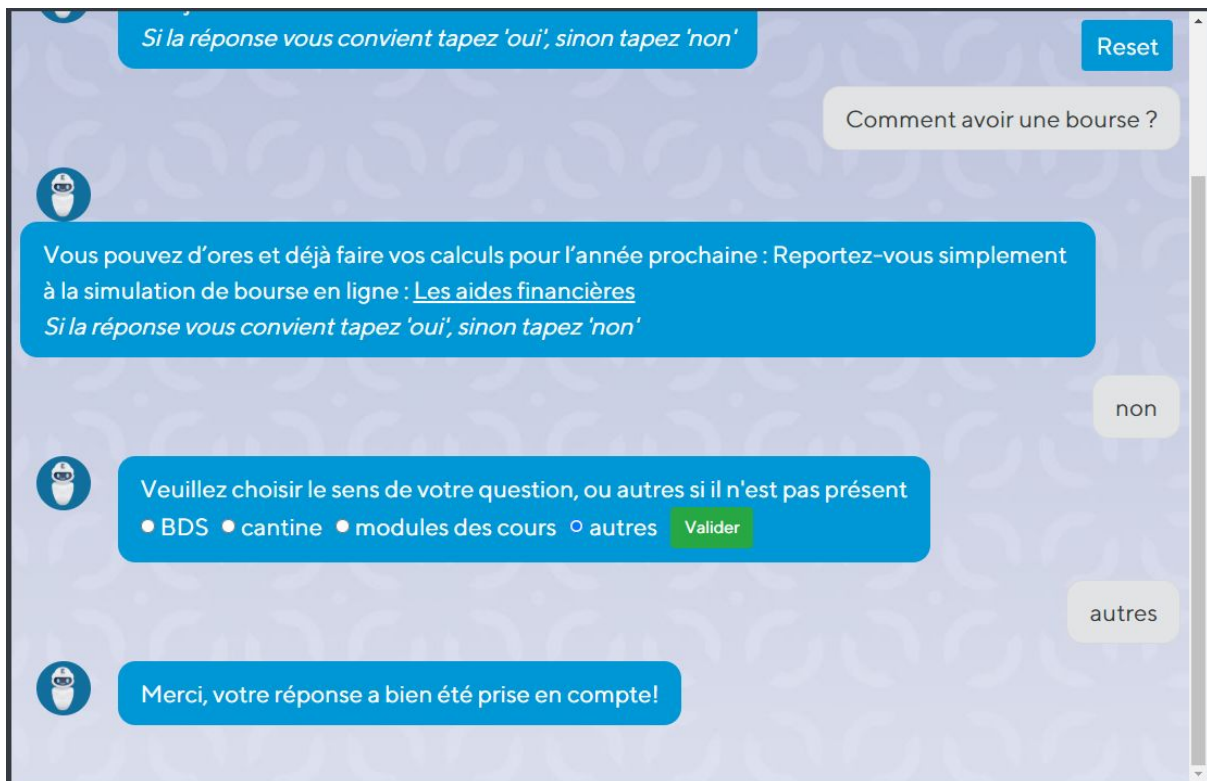 Si la réponse vous convient tapez 'oui', sinon tapez 'non'
Reset
Comment avoir une bourse ?
Vous pouvez d'ores et déjà faire vos calculs pour l'année prochaine : Reportez-vous simplement
à la simulation de bourse en ligne : Les aides financières
Si la réponse vous convient tapez 'oui', sinon tapez 'non'
non
Veuillez choisir le sens de votre question, ou autres si il n'est pas présent
BDS cantine modules des cours autres Valider
autres
Merci, votre réponse a bien été prise en compte!